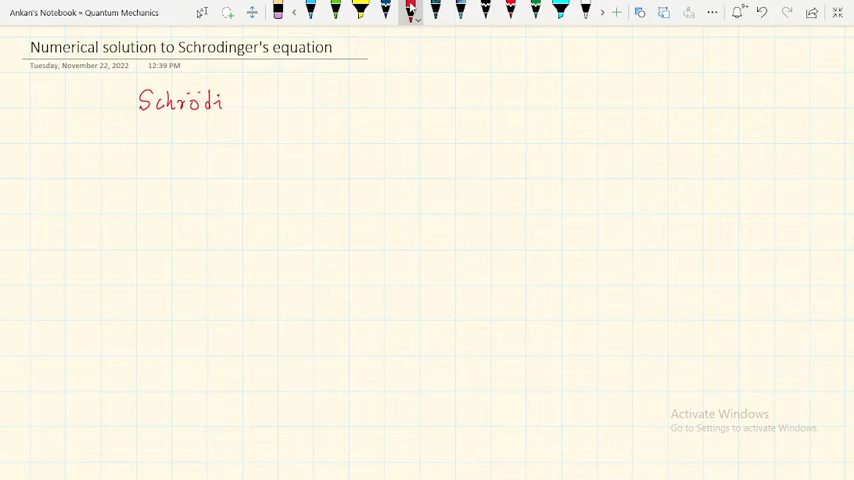 Ankan's Notebook » Quantum Mechanics
9+
Numerical solution to Schrodinger's equation
Tuesday, November 22, 2022 12:39 PM
Schrödi
Activate Windows
Go to Settings to activate Windows.